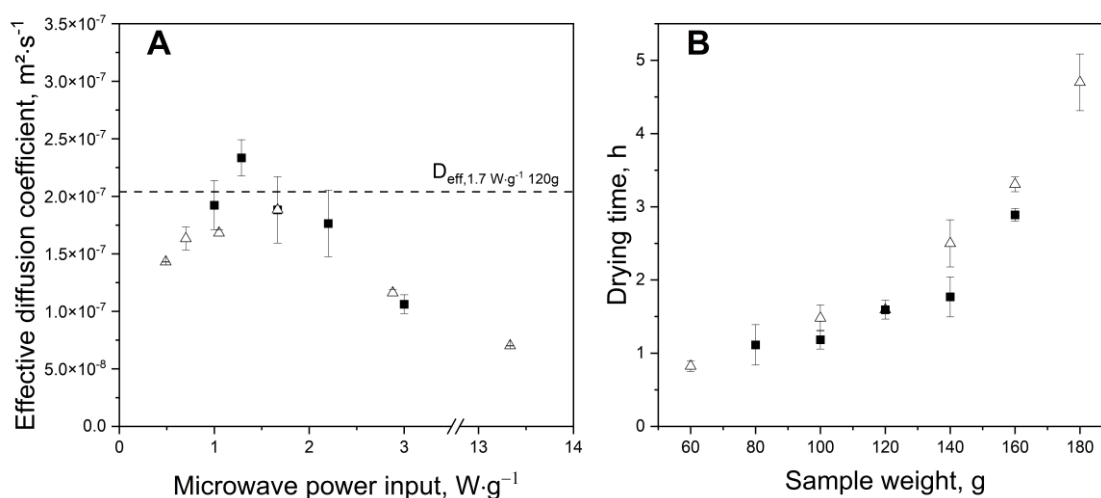 A
Effective diffusion coefficient, m²·s⁻¹
3.5×10⁻⁷
3.0×10⁻⁷
2.5×10⁻⁷
2.0×10⁻⁷
1.5×10⁻⁷
1.0×10⁻⁷
5.0×10⁻⁸
0.0
D eff,1.7 W·g⁻¹ 120g
0 1 2 3 13 14
Microwave power input, W·g⁻¹
B
Drying time, h
5
4
3
2
1
0
60 80 100 120 140 160 180
Sample weight, g